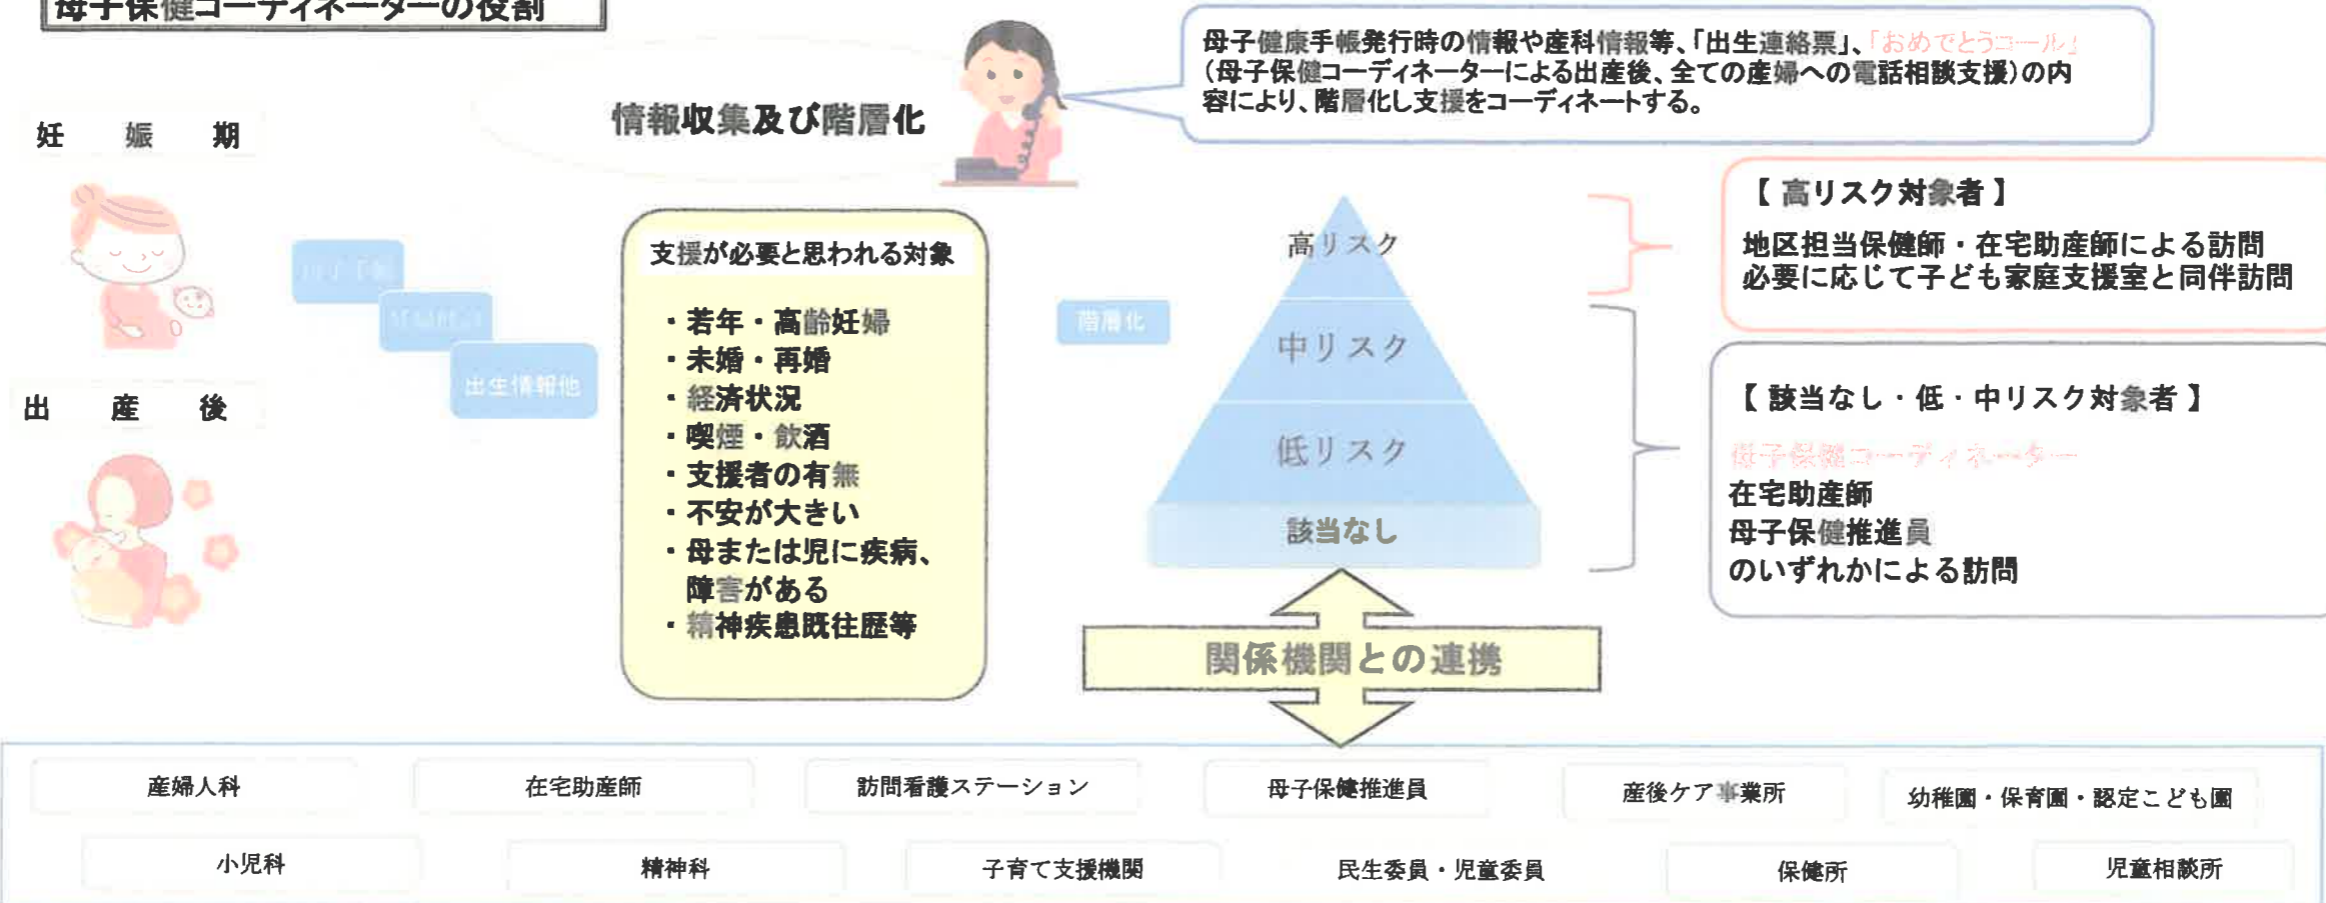 母子保健コーディネーターの役割
母子健康手帳発行時の情報や産科情報等、「出生連絡票」、「おめでとうコール」
（母子保健コーディネーターによる出産後、全ての産婦への電話相談支援）の内
容により、階層化し支援をコーディネートする。
情報収集及び階層化
妊娠期
出産後
出生情報他
支援が必要と思われる対象
・若年・高齢妊婦
・未婚・再婚
・経済状況
・喫煙・飲酒
・支援者の有無
・不安が大きい
・母または児に疾病、
障害がある
・精神疾患既往歴等
階層化
高リスク
中リスク
低リスク
該当なし
【 高リスク対象者 】
地区担当保健師・在宅助産師による訪問
必要に応じて子ども家庭支援室と同伴訪問
【 該当なし・低・中リスク対象者 】
母子保健コーディネーター
在宅助産師
母子保健推進員
のいずれかによる訪問
関係機関との連携
産婦人科
在宅助産師
訪問看護ステーション
母子保健推進員
産後ケア事業所
幼稚園・保育園・認定こども園
小児科
精神科
子育て支援機関
民生委員・児童委員
保健所
児童相談所